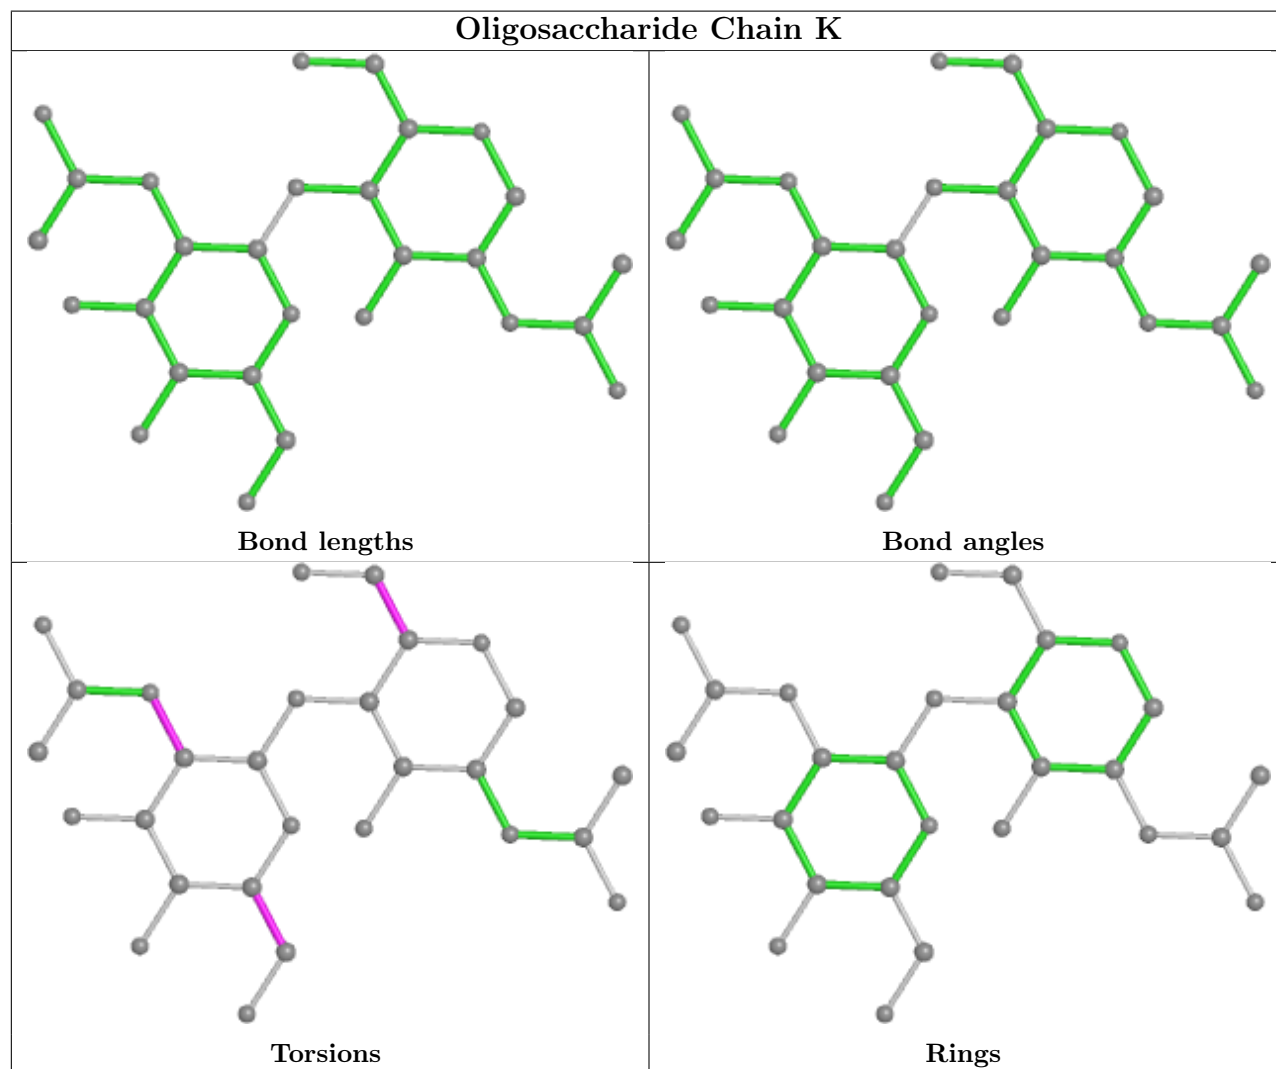 Oligosaccharide Chain K
Bond lengths
Bond angles
Torsions
Rings